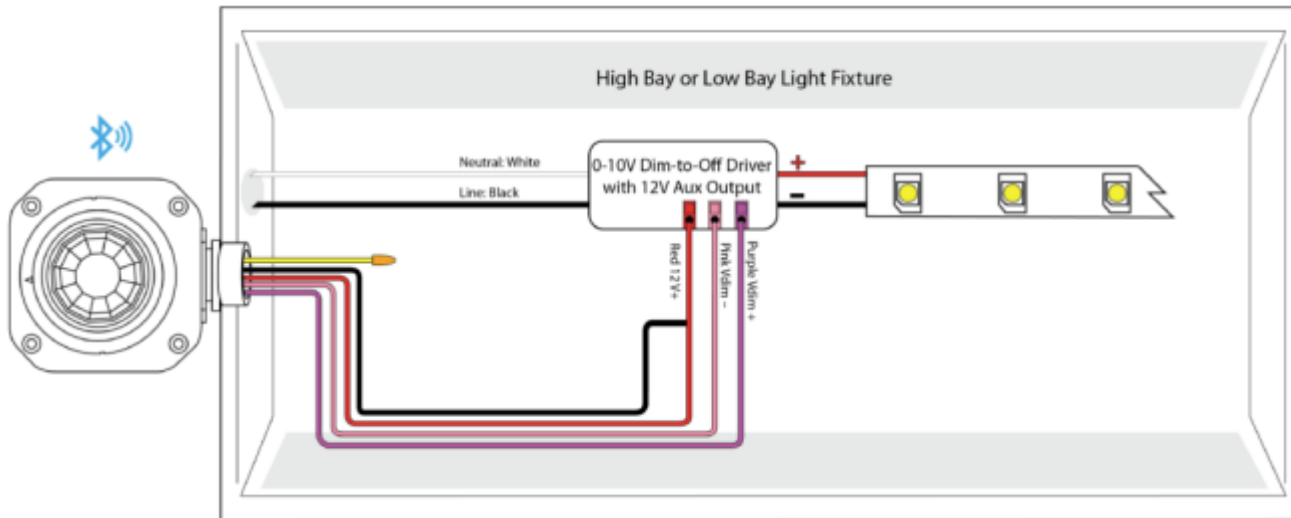 High Bay or Low Bay Light Fixture
Neutral: White
Line: Black
0-10V Dim-to-Off Driver
with 12V Aux Output
+
−
Red 12V+
Pink Vdim −
Purple Vdim +